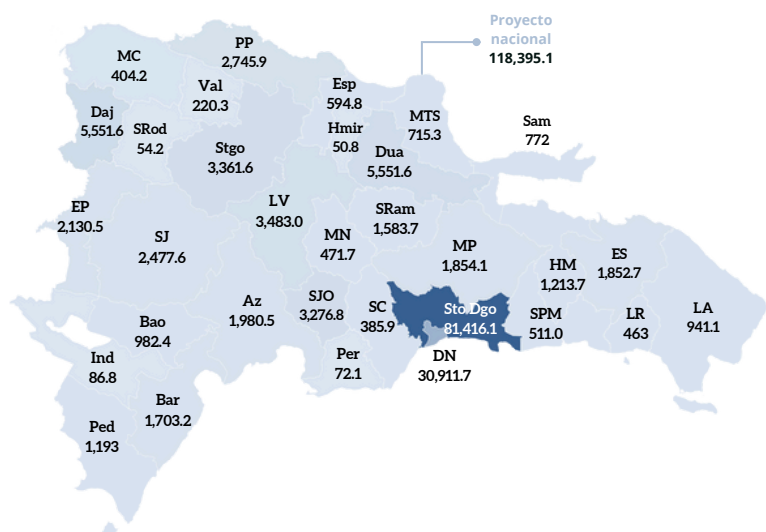 Proyecto
nacional
118,395.1
PP
2,745.9
MC
404.2
Val
220.3
Esp
594.8
Daj
5,551.6
SRod
54.2
MTS
715.3
Hmir
50.8
Sam
772
Stgo
3,361.6
Dua
5,551.6
EP
2,130.5
LV
3,483.0
SRam
1,583.7
SJ
2,477.6
MN
471.7
MP
1,854.1
HM
1,213.7
ES
1,852.7
Az
1,980.5
SJO
3,276.8
SC
385.9
Sto.Dgo
81,416.1
SPM
511.0
LR
463
LA
941.1
Bao
982.4
Ind
86.8
Per
72.1
DN
30,911.7
Bar
1,703.2
Ped
1,193